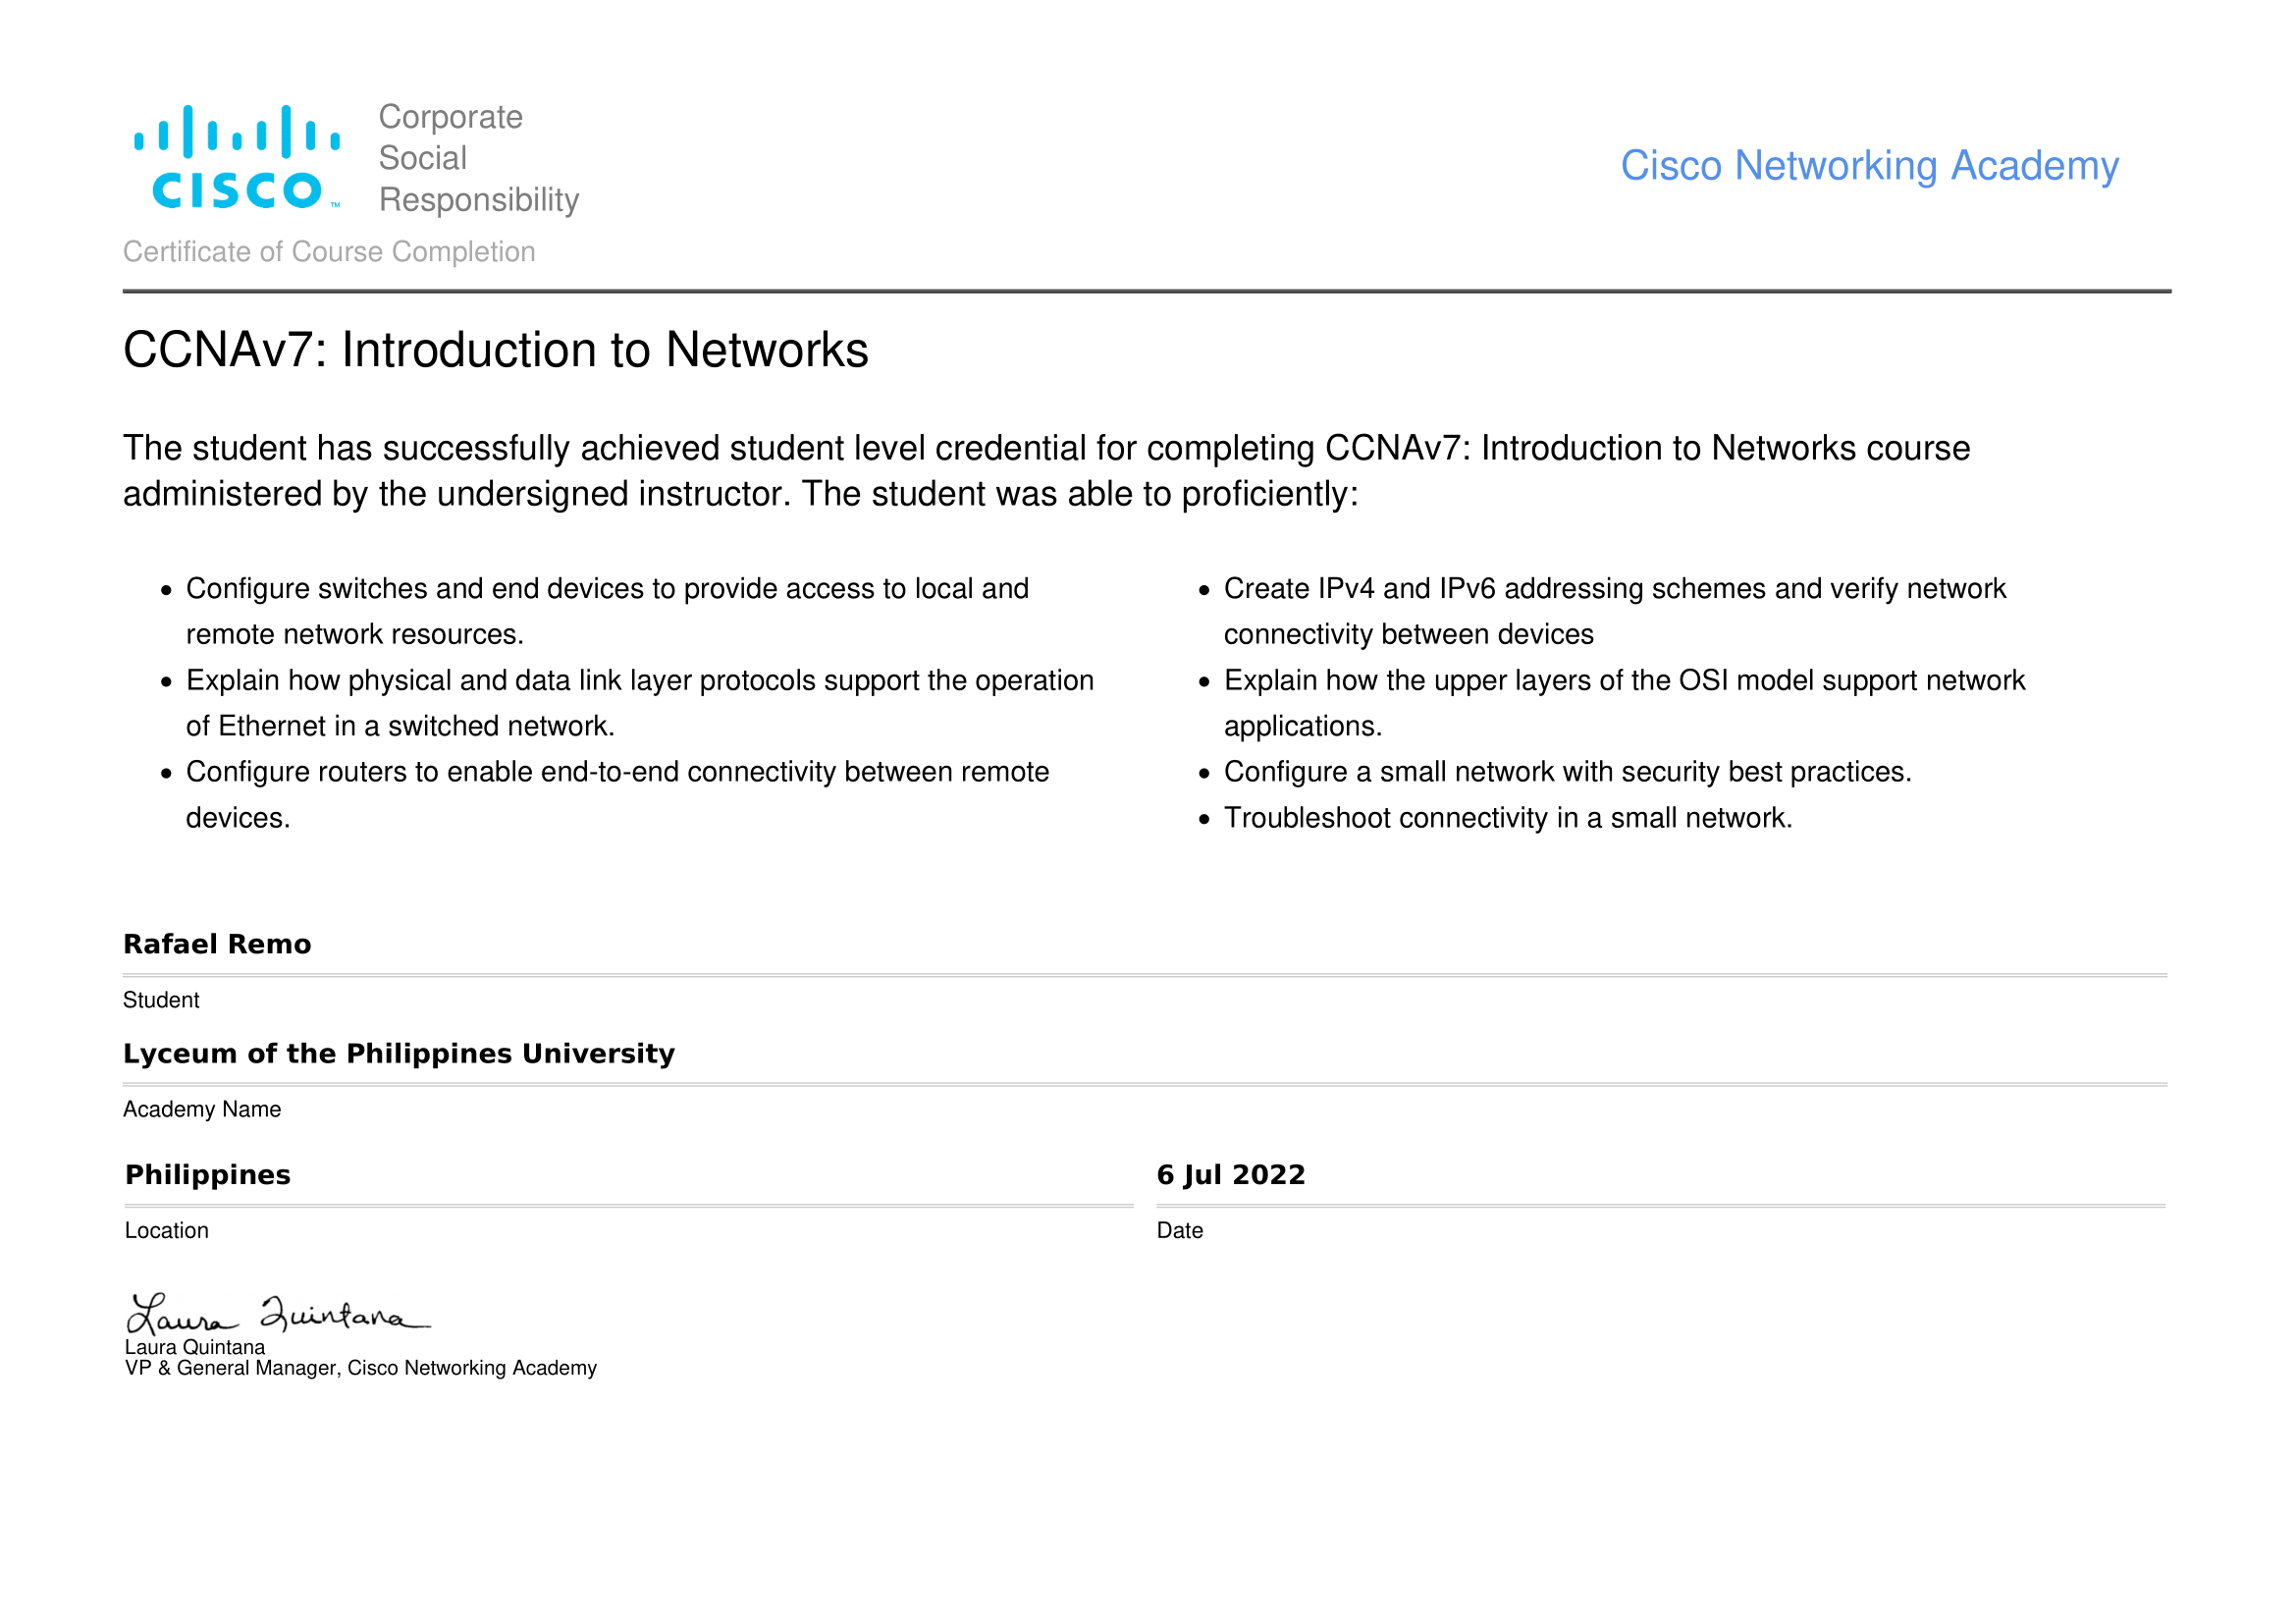 CISCO
TM
Corporate
Social
Responsibility
Cisco Networking Academy
Certificate of Course Completion
CCNAv7: Introduction to Networks
The student has successfully achieved student level credential for completing CCNAv7: Introduction to Networks course
administered by the undersigned instructor. The student was able to proficiently:
• Configure switches and end devices to provide access to local and
remote network resources.
• Explain how physical and data link layer protocols support the operation
of Ethernet in a switched network.
• Configure routers to enable end-to-end connectivity between remote
devices.
• Create IPv4 and IPv6 addressing schemes and verify network
connectivity between devices
• Explain how the upper layers of the OSI model support network
applications.
• Configure a small network with security best practices.
• Troubleshoot connectivity in a small network.
Rafael Remo
Student
Lyceum of the Philippines University
Academy Name
Philippines
Location
6 Jul 2022
Date
Laura Quintana
Laura Quintana
VP & General Manager, Cisco Networking Academy